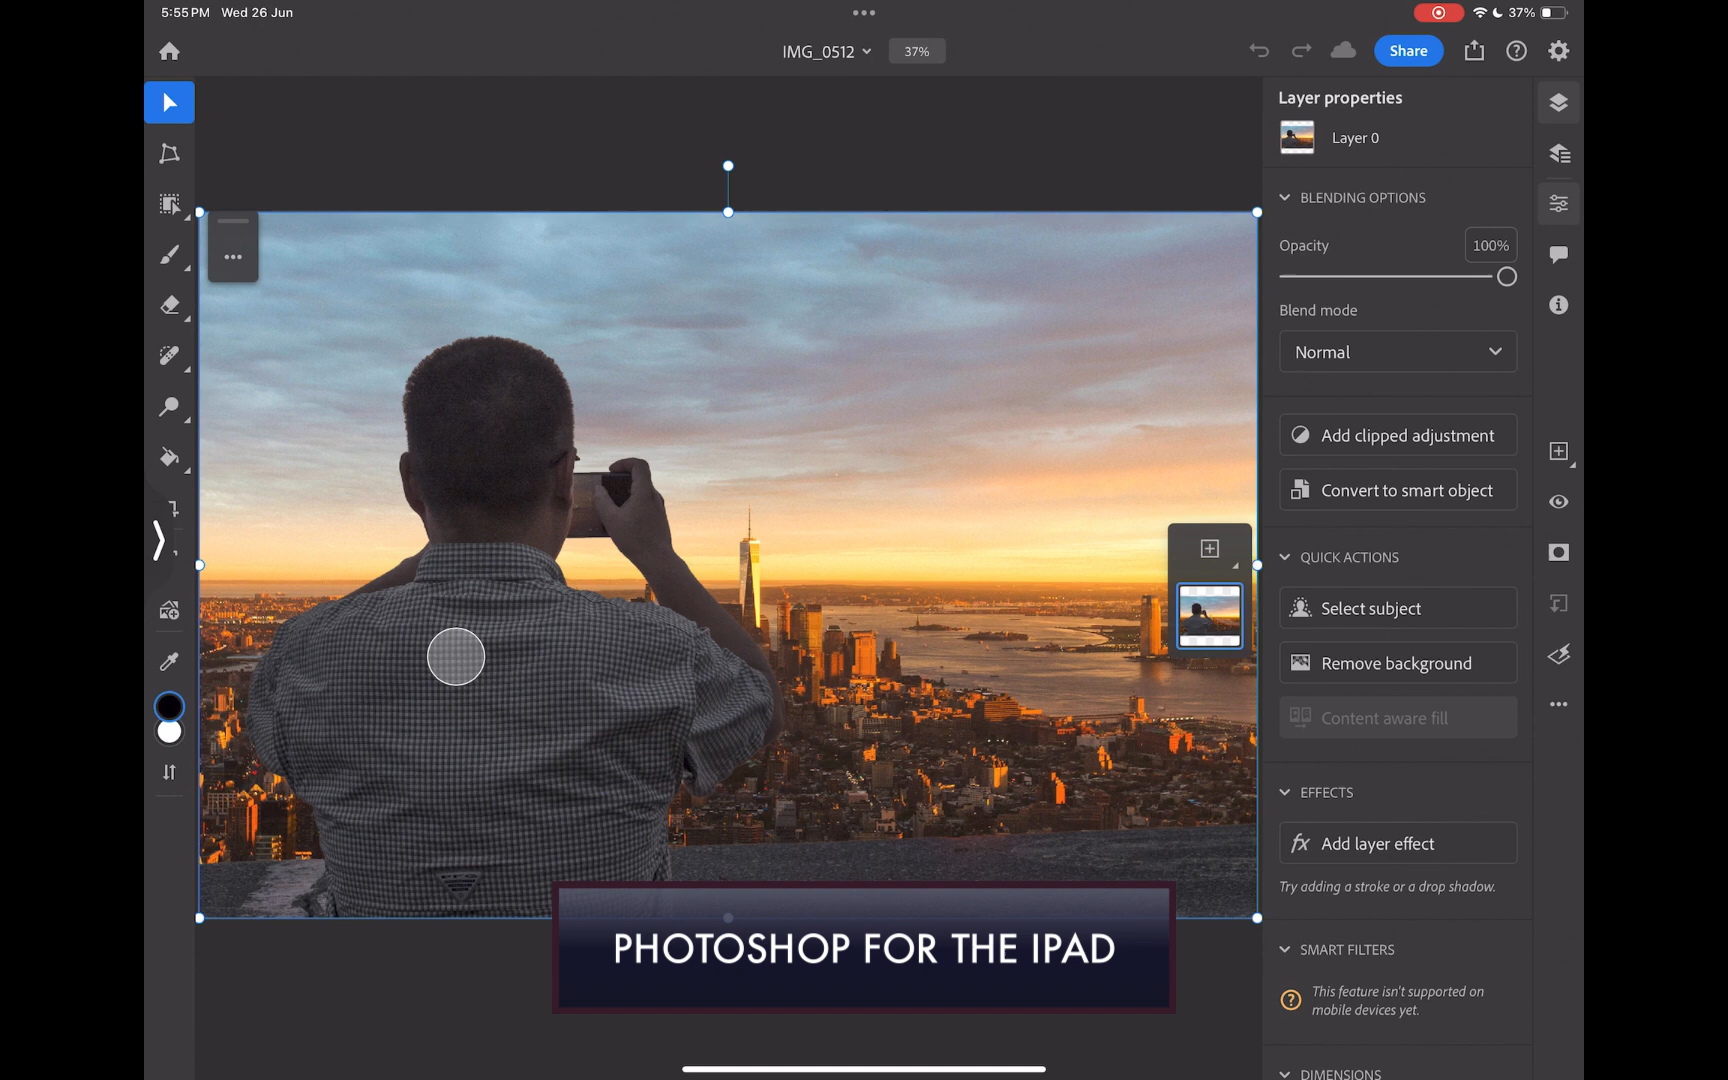 5:55 PM Wed 26 Jun
37%
IMG_0512
37%
Share
Layer properties
Layer 0
BLENDING OPTIONS
Opacity
100%
Blend mode
Normal
Add clipped adjustment
Convert to smart object
QUICK ACTIONS
Select subject
Remove background
Content aware fill
EFFECTS
fx Add layer effect
Try adding a stroke or a drop shadow.
SMART FILTERS
This feature isn't supported on
mobile devices yet.
DIMENSIONS
PHOTOSHOP FOR THE IPAD